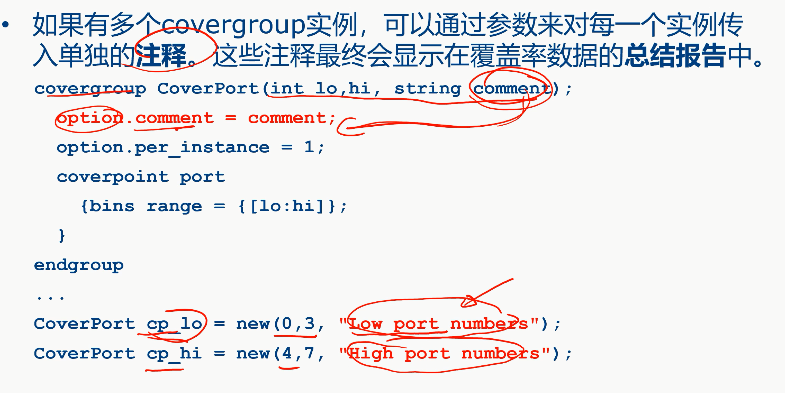 • 如果有多个covergroup实例，可以通过参数来对每一个实例传
入单独的注释。这些注释最终会显示在覆盖率数据的总结报告中。
covergroup CoverPort(int lo,hi, string comment);
option.comment = comment;
option.per_instance = 1;
coverpoint port
{bins range = {[lo:hi]};
}
endgroup
...
CoverPort cp_lo = new(0,3, "Low port numbers");
CoverPort cp_hi = new(4,7, "High port numbers");